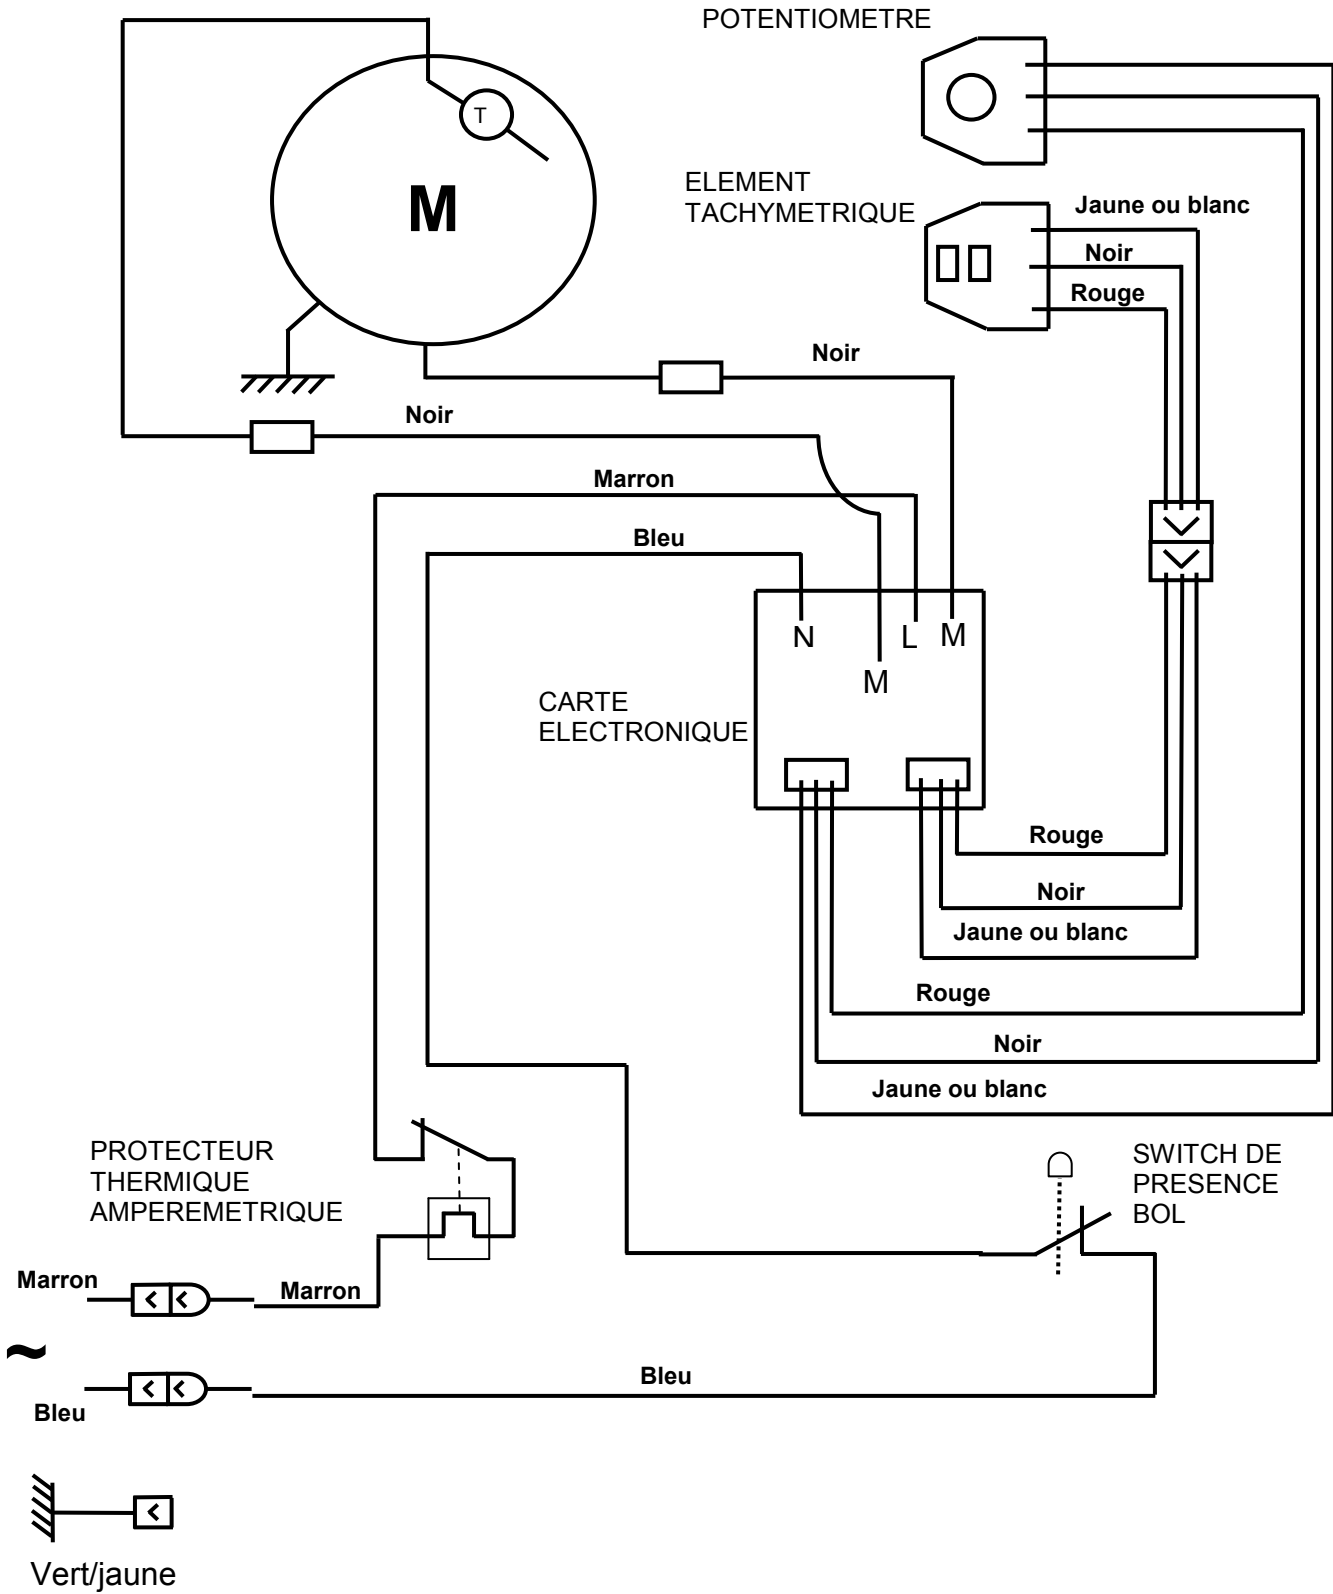 POTENTIOMETRE
T
M
ELEMENT
TACHYMETRIQUE
Jaune ou blanc
Noir
Rouge
Noir
Noir
Marron
Bleu
N
L
M
M
CARTE
ELECTRONIQUE
Rouge
Noir
Jaune ou blanc
Rouge
Noir
Jaune ou blanc
PROTECTEUR
THERMIQUE
AMPEREMETRIQUE
SWITCH DE
PRESENCE
BOL
Marron
Marron
~
Bleu
Bleu
Vert/jaune